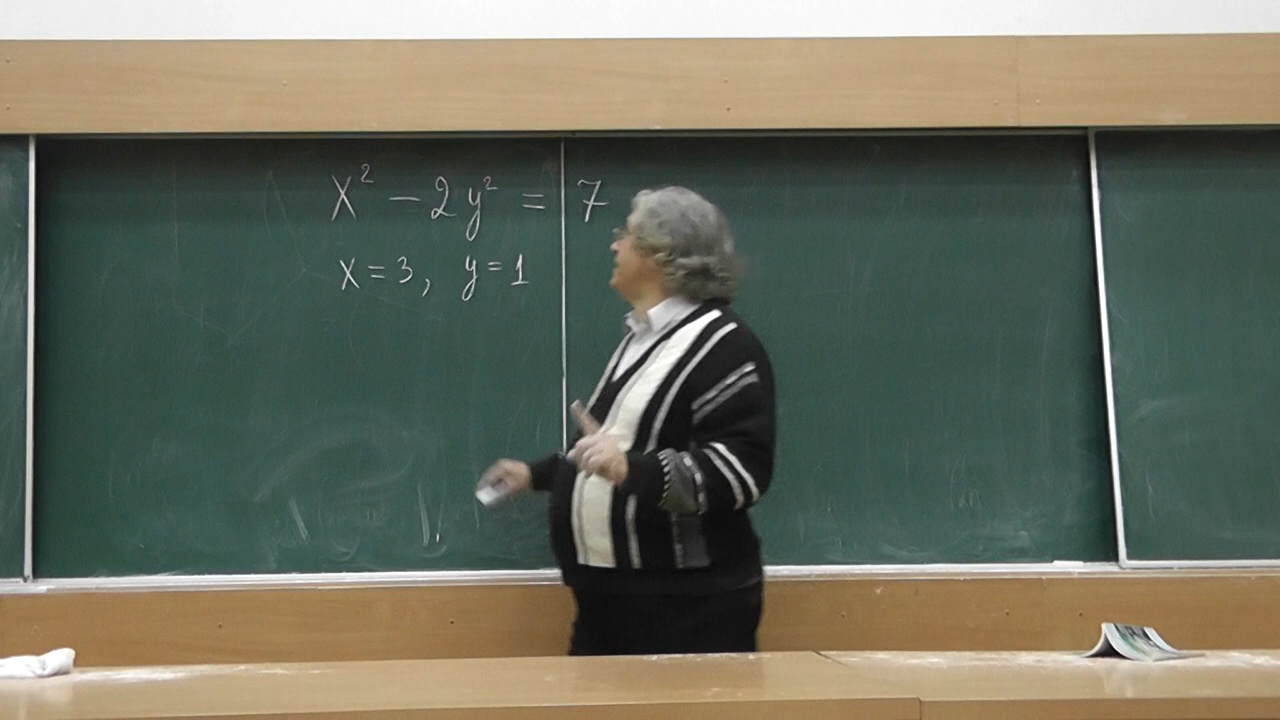 x² - 2y² = 7
x = 3, y = 1